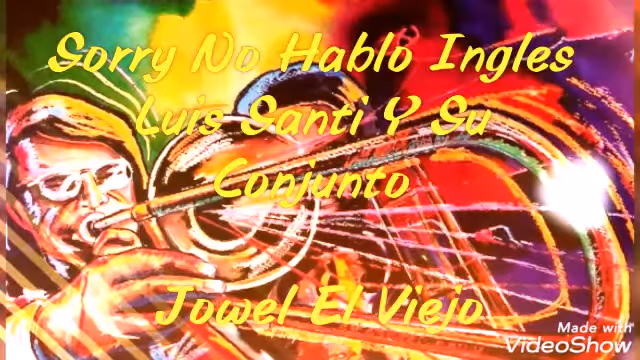 Sorry No Hablo Ingles
Luis Santi Y Su
Conjunto
Jowel El Viejo
Made with
VideoShow